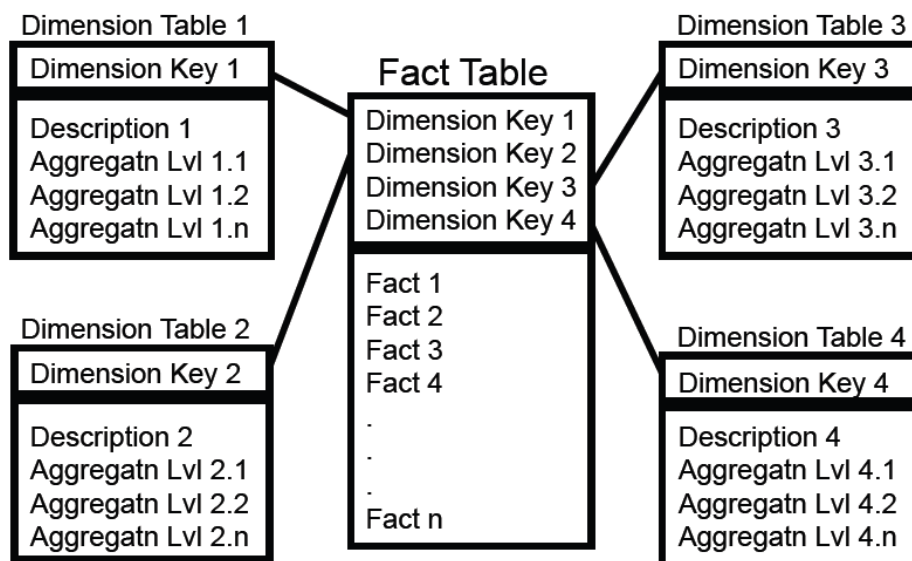 Dimension Table 1
Dimension Key 1
Description 1
Aggregatn Lvl 1.1
Aggregatn Lvl 1.2
Aggregatn Lvl 1.n
Dimension Table 2
Dimension Key 2
Description 2
Aggregatn Lvl 2.1
Aggregatn Lvl 2.2
Aggregatn Lvl 2.n
Fact Table
Dimension Key 1
Dimension Key 2
Dimension Key 3
Dimension Key 4
Fact 1
Fact 2
Fact 3
Fact 4
.
.
.
Fact n
Dimension Table 3
Dimension Key 3
Description 3
Aggregatn Lvl 3.1
Aggregatn Lvl 3.2
Aggregatn Lvl 3.n
Dimension Table 4
Dimension Key 4
Description 4
Aggregatn Lvl 4.1
Aggregatn Lvl 4.2
Aggregatn Lvl 4.n